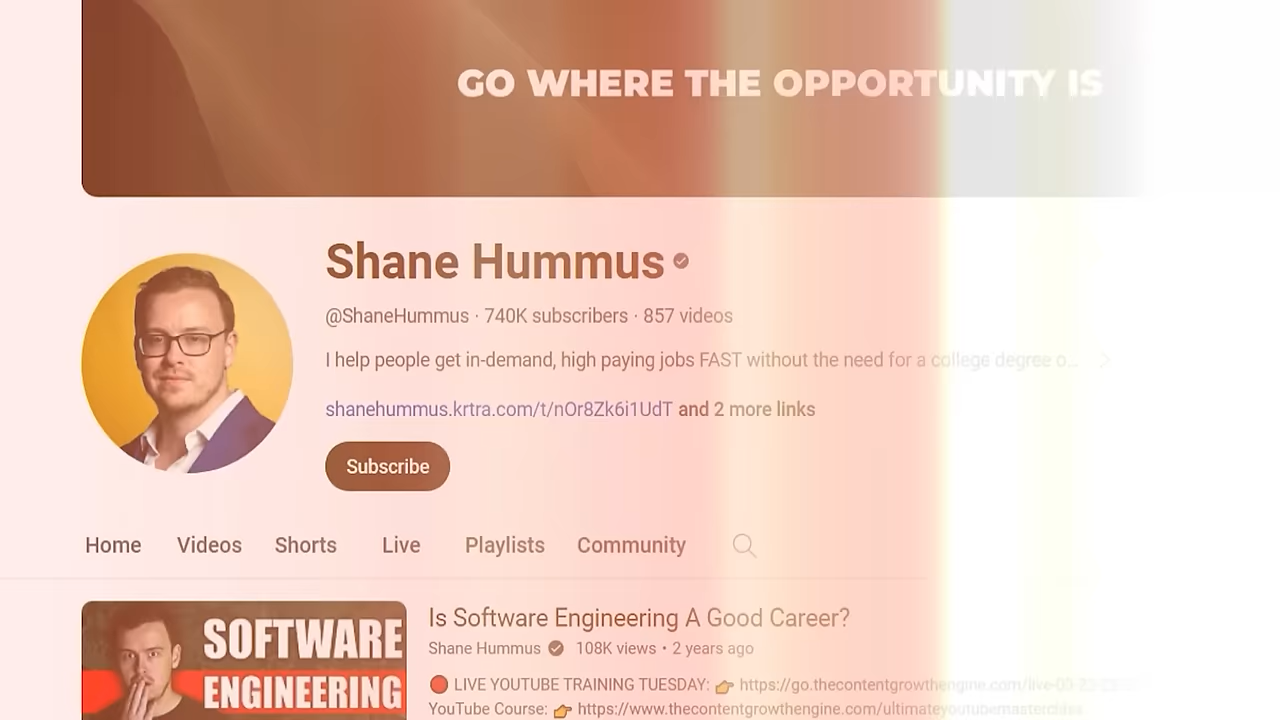 GO WHERE THE OPPORTUNITY IS
Shane Hummus
@ShaneHummus · 740K subscribers · 857 videos
I help people get in-demand, high paying jobs FAST without the need for a college degree o...
shanehummus.krtra.com/t/nOr8Zk6i1UdT and 2 more links
Subscribe
Home Videos Shorts Live Playlists Community
SOFTWARE
ENGINEERING
Is Software Engineering A Good Career?
Shane Hummus 108K views • 2 years ago
🔴 LIVE YOUTUBE TRAINING TUESDAY: 👉 https://go.thecontentgrowthengine.com/live-
YouTube Course: 👉 https://www.thecontentgrowthengine.com/ultimateyoutubemasterclass